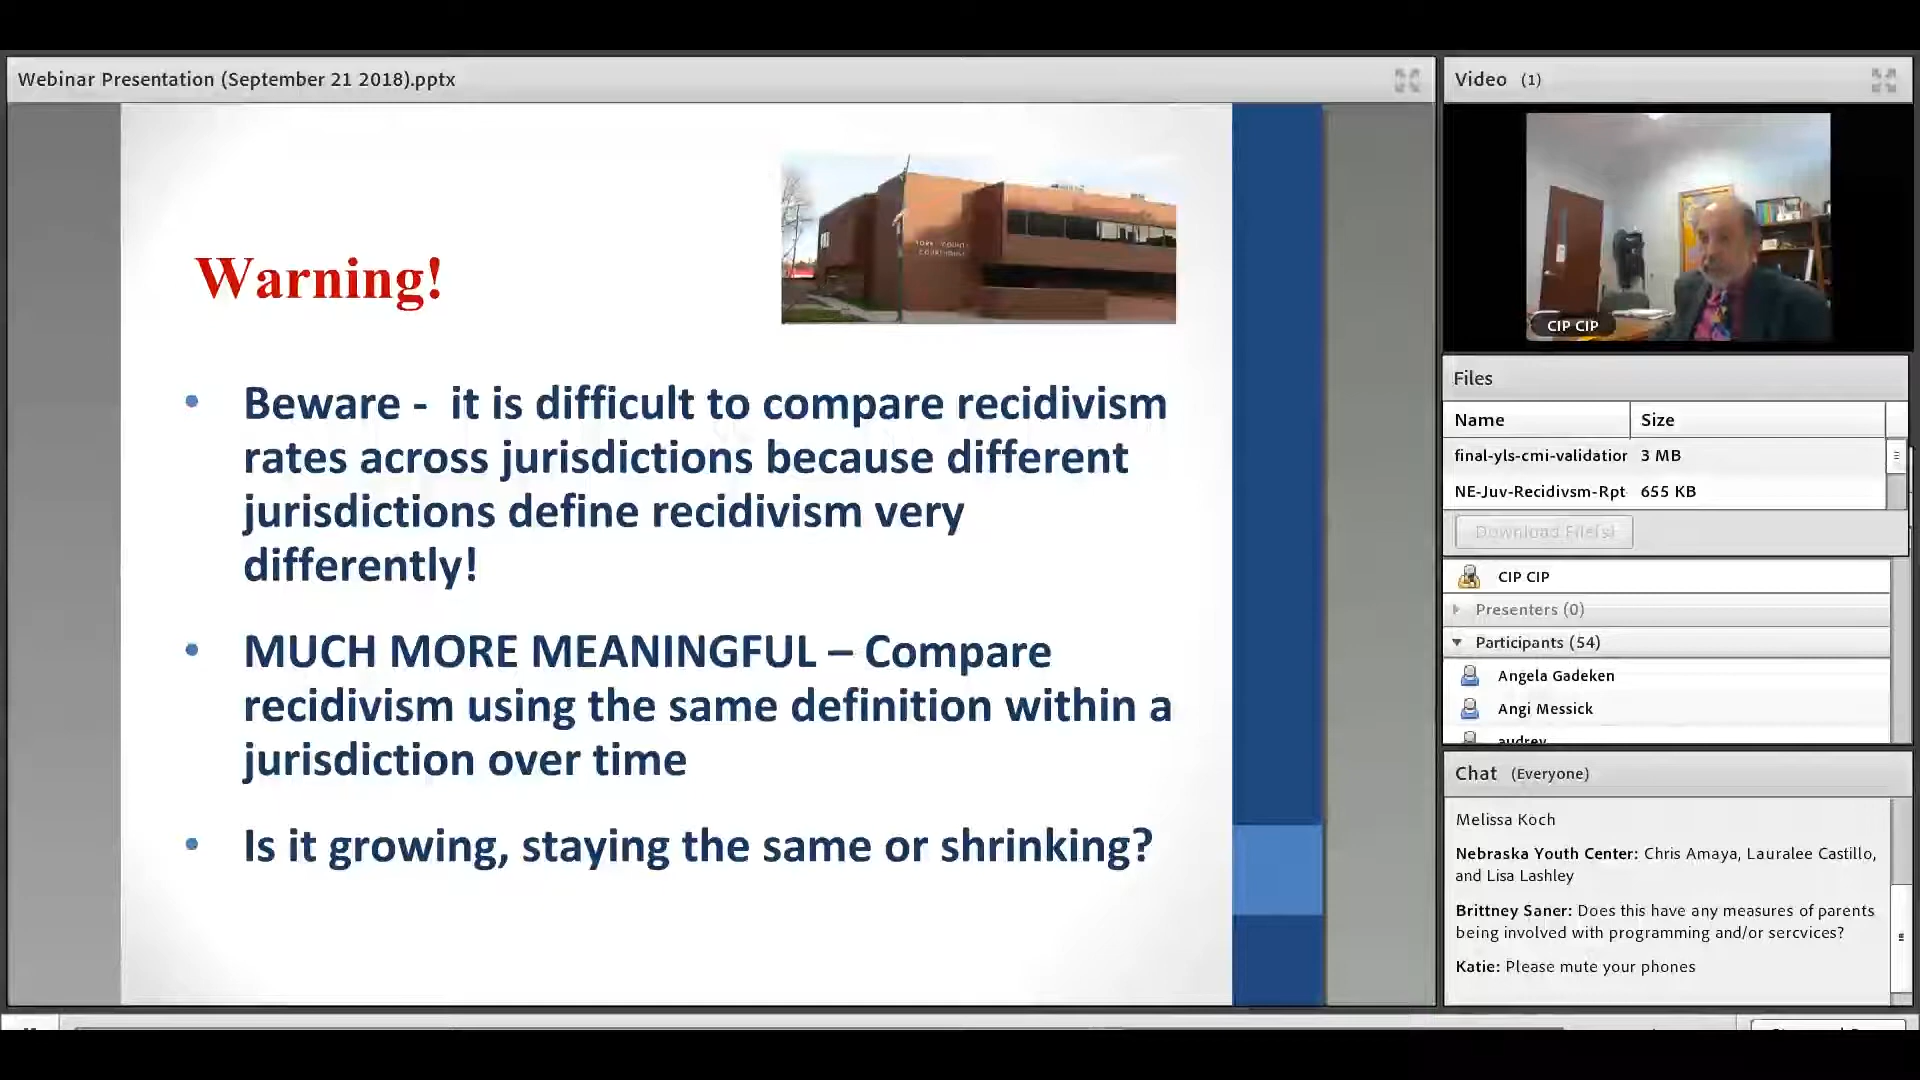 Webinar Presentation (September 21 2018).pptx
Warning!
YORK COUNTY
COURTHOUSE
• Beware - it is difficult to compare recidivism
rates across jurisdictions because different
jurisdictions define recidivism very
differently!
• MUCH MORE MEANINGFUL – Compare
recidivism using the same definition within a
jurisdiction over time
• Is it growing, staying the same or shrinking?
Video (1)
CIP CIP
Files
Name Size
final-yls-cmi-validation 3 MB
NE-Juv-Recidivsm-Rpt 655 KB
Download File(s)
CIP CIP
Presenters (0)
Participants (54)
Angela Gadeken
Angi Messick
audrey
Chat (Everyone)
Melissa Koch
Nebraska Youth Center: Chris Amaya, Lauralee Castillo,
and Lisa Lashley
Brittney Saner: Does this have any measures of parents
being involved with programming and/or sercvices?
Katie: Please mute your phones